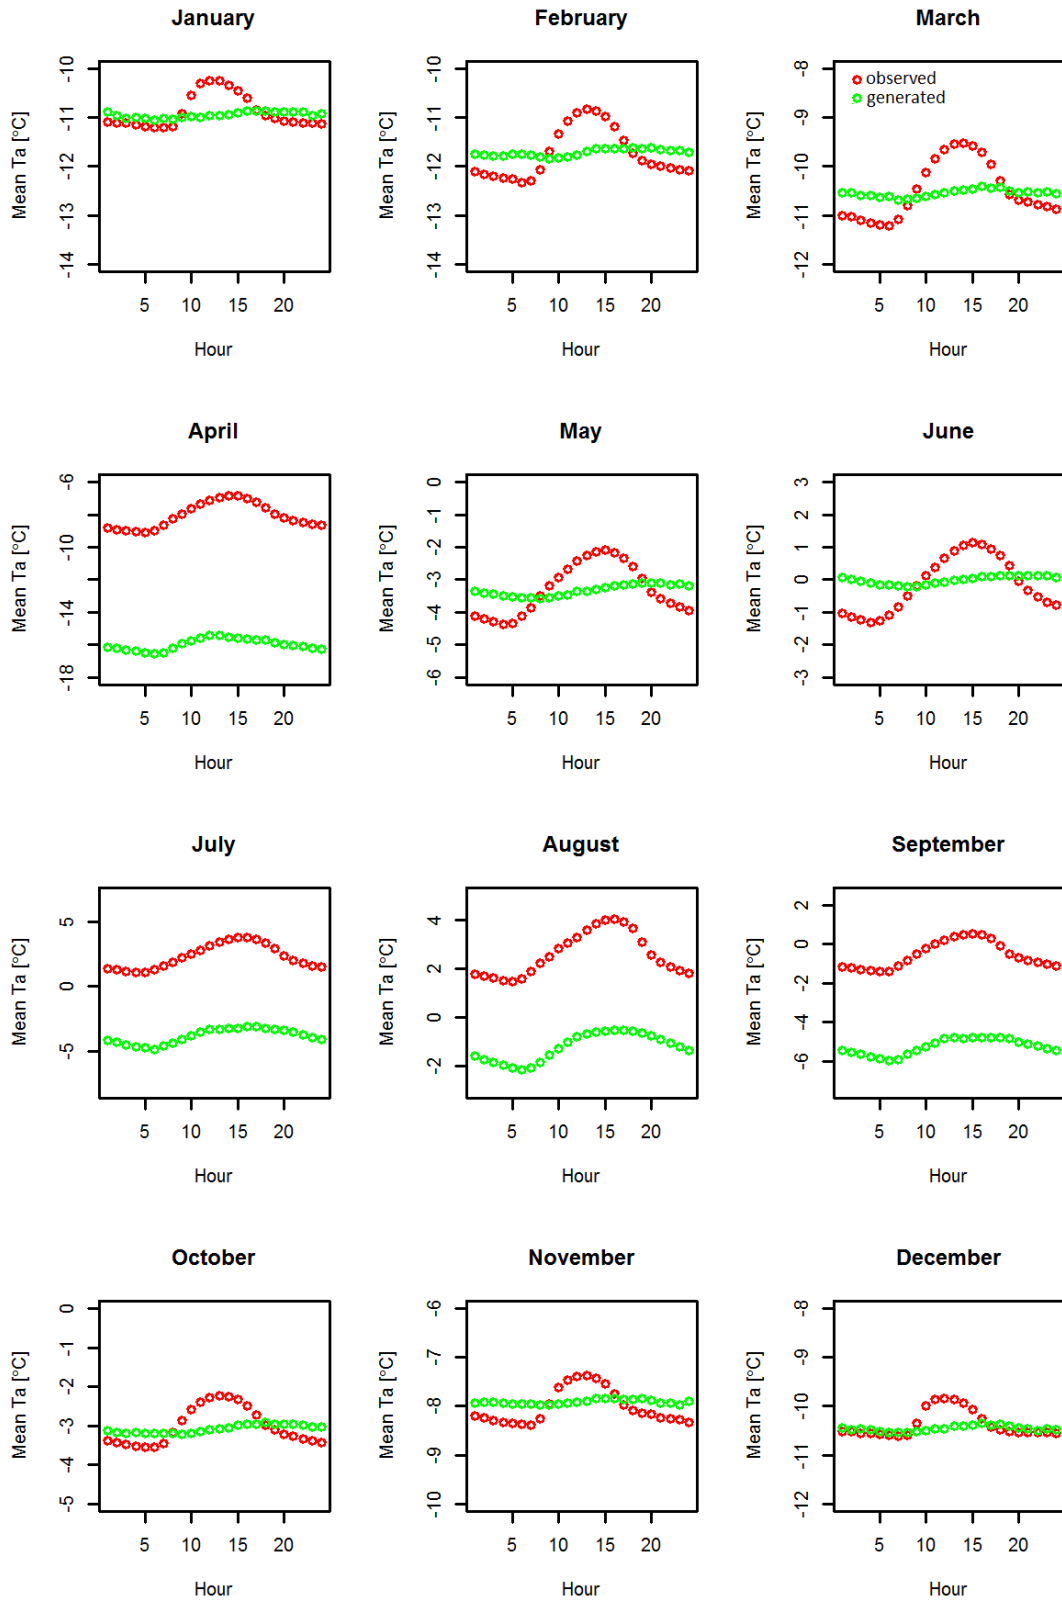 January
Mean Ta [°C]
-10
-11
-12
-13
-14
5 10 15 20
Hour
February
Mean Ta [°C]
-10
-11
-12
-13
-14
5 10 15 20
Hour
March
Mean Ta [°C]
-8
-9
-10
-11
-12
observed
generated
5 10 15 20
Hour
April
Mean Ta [°C]
-6
-10
-14
-18
5 10 15 20
Hour
May
Mean Ta [°C]
0
-1
-2
-3
-4
-5
-6
5 10 15 20
Hour
June
Mean Ta [°C]
3
2
1
0
-1
-2
-3
5 10 15 20
Hour
July
Mean Ta [°C]
5
0
-5
5 10 15 20
Hour
August
Mean Ta [°C]
4
2
0
-2
5 10 15 20
Hour
September
Mean Ta [°C]
2
0
-2
-4
-6
5 10 15 20
Hour
October
Mean Ta [°C]
0
-1
-2
-3
-4
-5
5 10 15 20
Hour
November
Mean Ta [°C]
-6
-7
-8
-9
-10
5 10 15 20
Hour
December
Mean Ta [°C]
-8
-9
-10
-11
-12
5 10 15 20
Hour